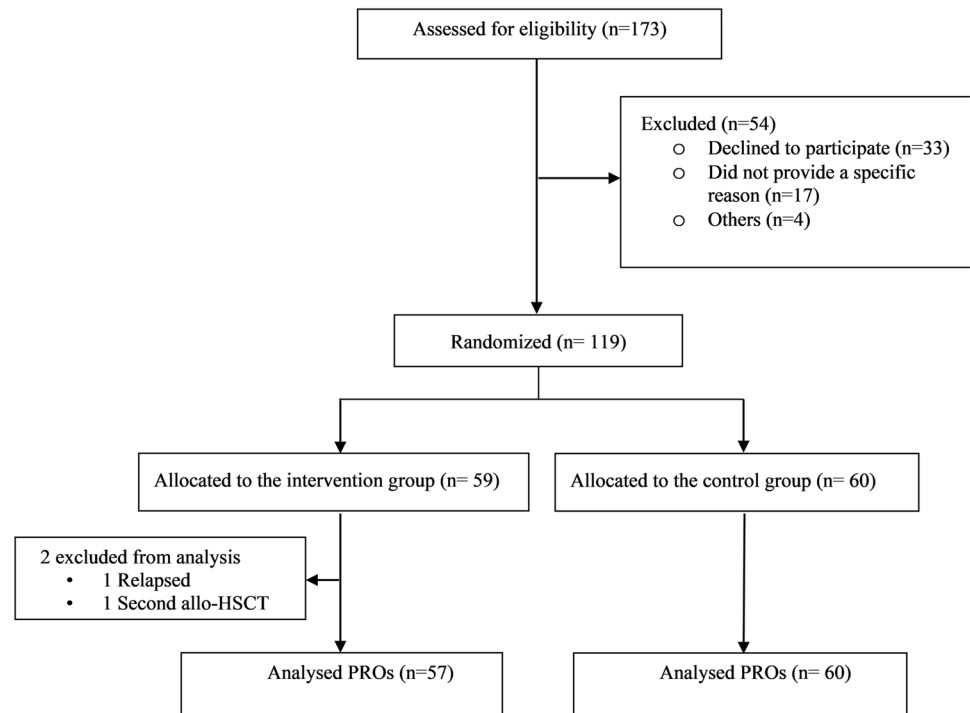 Assessed for eligibility (n=173)
Excluded (n=54)
o Declined to participate (n=33)
o Did not provide a specific
reason (n=17)
o Others (n=4)
Randomized (n= 119)
Allocated to the intervention group (n= 59)
Allocated to the control group (n= 60)
2 excluded from analysis
• 1 Relapsed
• 1 Second allo-HSCT
Analysed PROs (n=57)
Analysed PROs (n= 60)